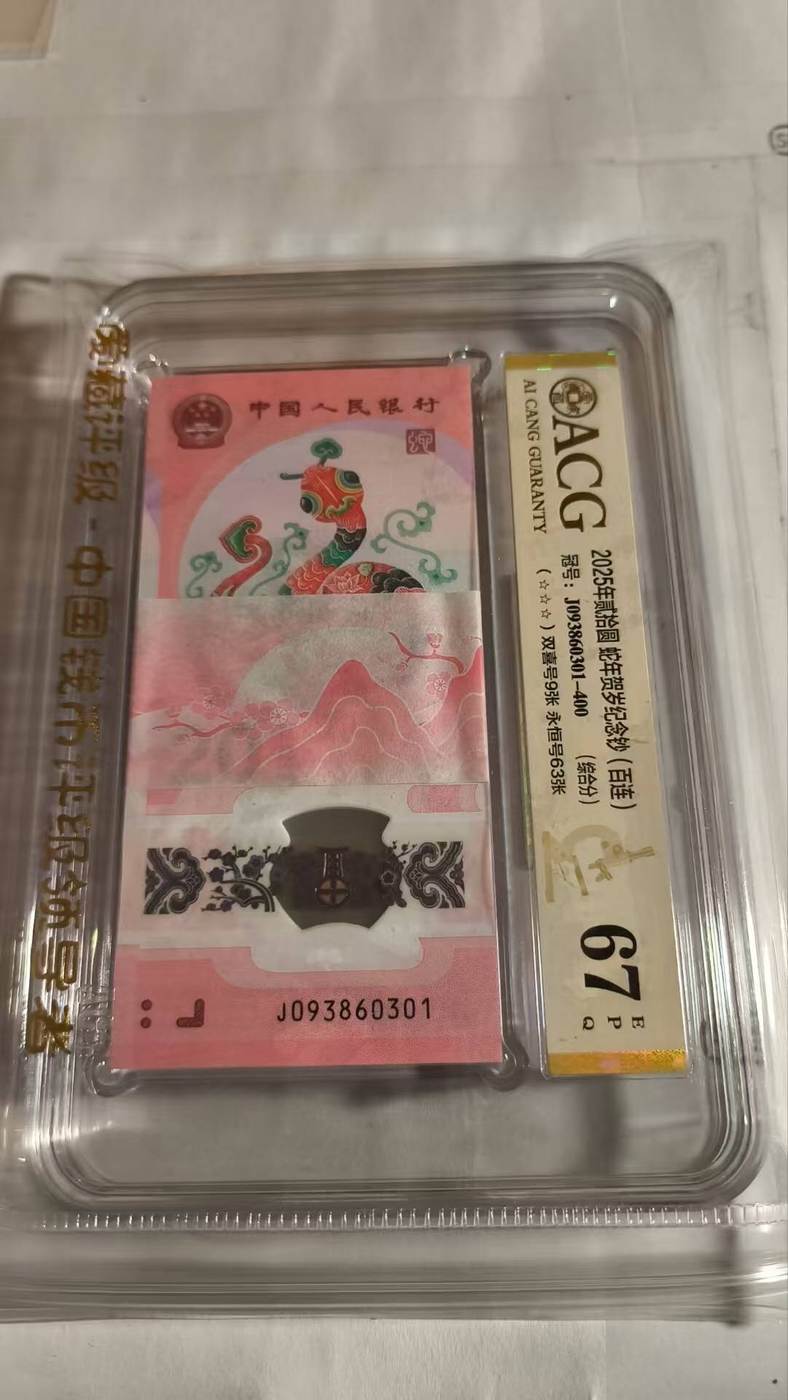 中国人民银行
J093860301
ACG
AI CANG GUARANTY
2025年贰拾圆 蛇年贺岁纪念钞（百连）
冠号：J093860301-400 （综合分）
（☆☆☆）双喜号9张 永恒号63张
67
E
P
Q
爱藏评级-中国钱币评级领导者